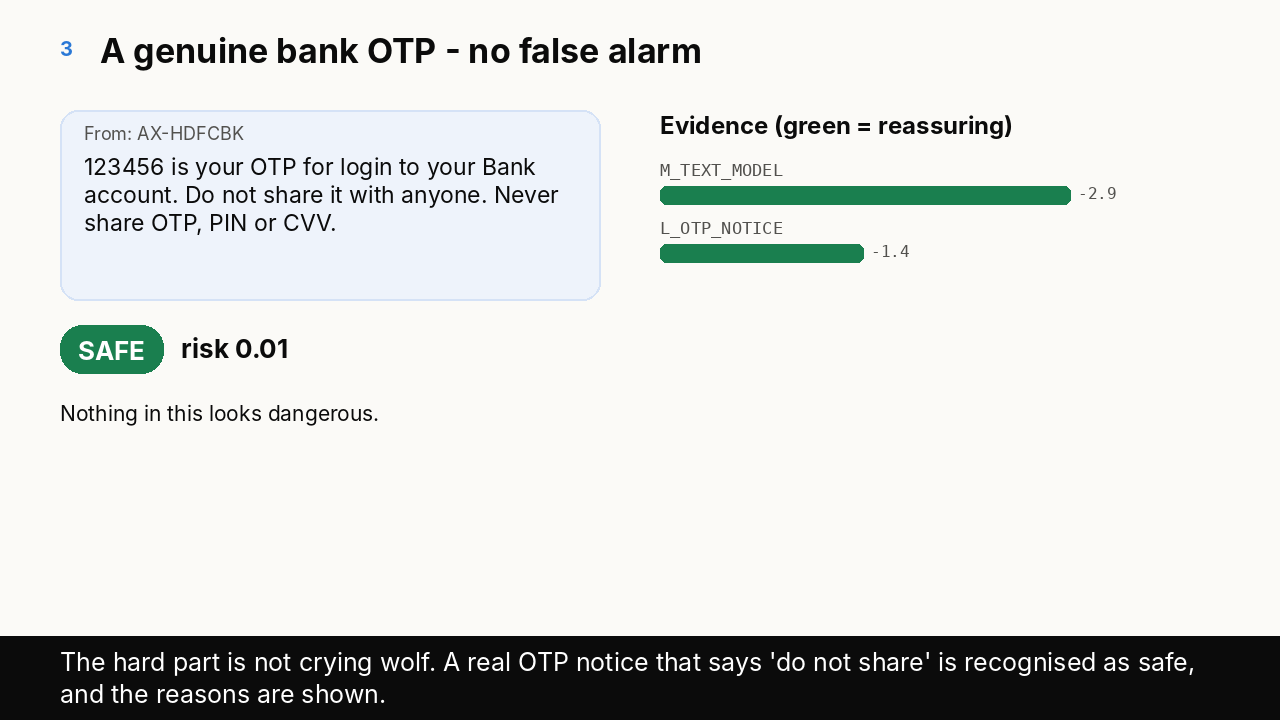 3 A genuine bank OTP - no false alarm
From: AX-HDFCBK
123456 is your OTP for login to your Bank
account. Do not share it with anyone. Never
share OTP, PIN or CVV.
SAFE risk 0.01
Nothing in this looks dangerous.
Evidence (green = reassuring)
M_TEXT_MODEL
-2.9
L_OTP_NOTICE
-1.4
The hard part is not crying wolf. A real OTP notice that says 'do not share' is recognised as safe,
and the reasons are shown.